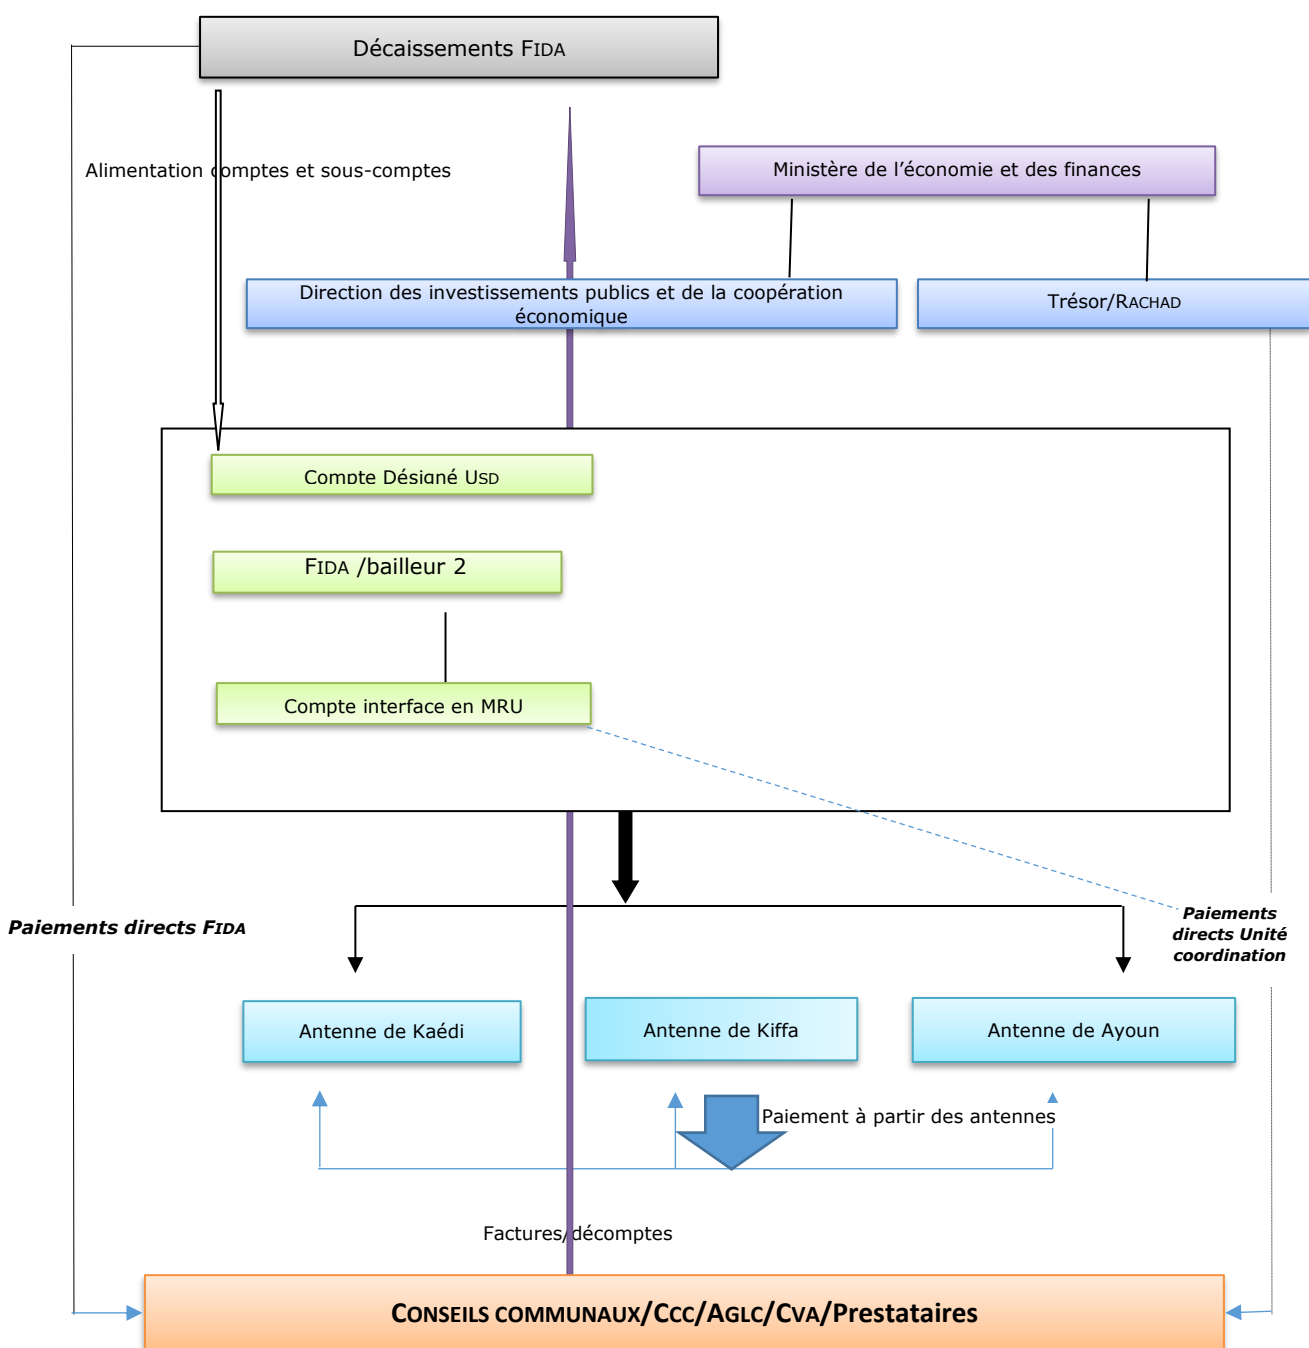 Décaissements FIDA
Alimentation comptes et sous-comptes
Ministère de l’économie et des finances
Direction des investissements publics et de la coopération
économique
Trésor/RACHAD
Compte Désigné USD
FIDA /bailleur 2
Compte interface en MRU
Paiements directs FIDA
Paiements
directs Unité
coordination
Antenne de Kaédi
Antenne de Kiffa
Antenne de Ayoun
Paiement à partir des antennes
Factures/décomptes
CONSEILS COMMUNAUX/CCC/AGLC/CVA/Prestataires